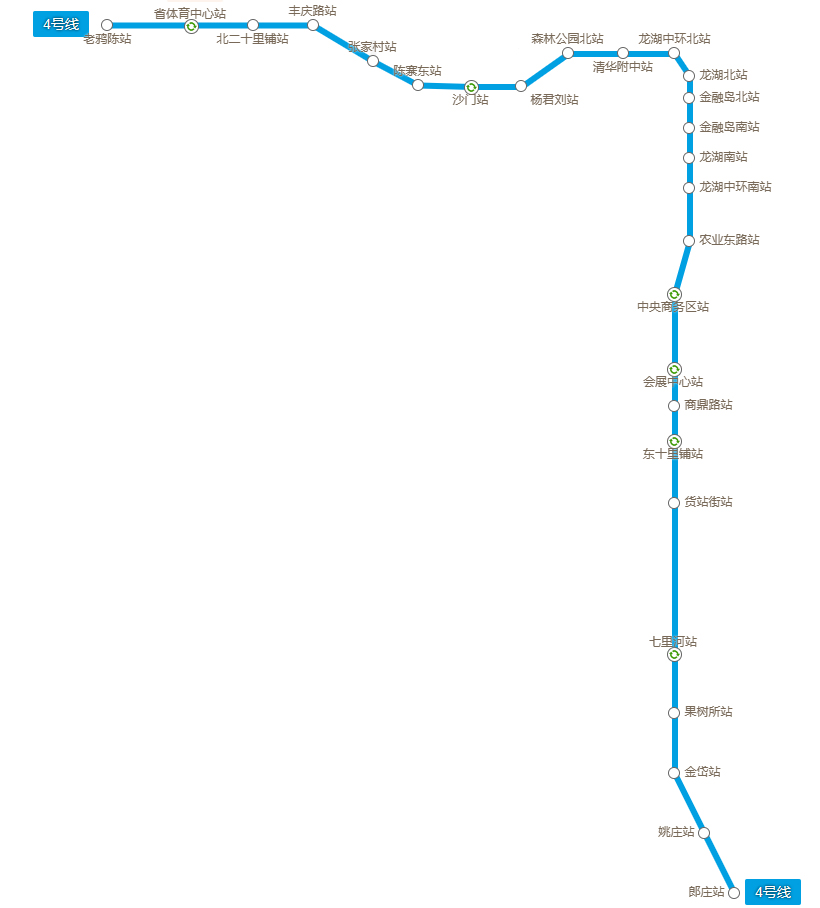 4号线
老鸦陈站
省体育中心站
北二十里铺站
丰庆路站
张家村站
陈寨东站
沙门站
杨君刘站
森林公园北站
清华附中站
龙湖中环北站
龙湖北站
金融岛北站
金融岛南站
龙湖南站
龙湖中环南站
农业东路站
中央商务区站
会展中心站
商鼎路站
东十里铺站
货站街站
七里河站
果树所站
金岱站
姚庄站
郎庄站
4号线